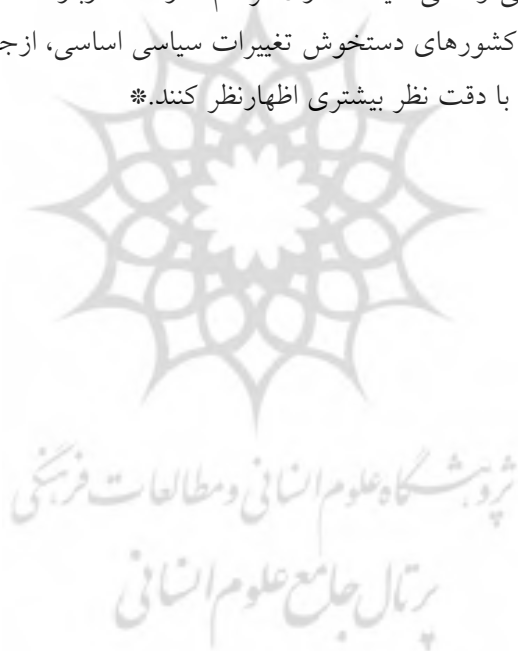 کشورهای دستخوش تغییرات سیاسی اساسی، ازج
با دقت نظر بیشتری اظهارنظر کنند.*
پژوهشگاه علوم انسانی و مطالعات فرهنگی
پرتال جامع علوم انسانی